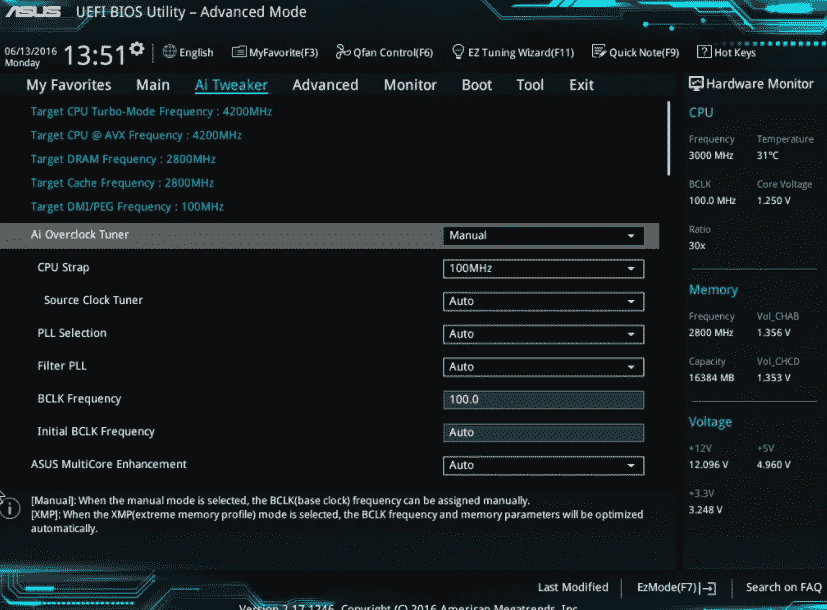 ASUS UEFI BIOS Utility – Advanced Mode
06/13/2016
Monday
13:51
English
MyFavorite(F3)
Qfan Control(F6)
EZ Tuning Wizard(F11)
Quick Note(F9)
? Hot Keys
My Favorites Main Ai Tweaker Advanced Monitor Boot Tool Exit
Target CPU Turbo-Mode Frequency : 4200MHz
Target CPU @ AVX Frequency : 4200MHz
Target DRAM Frequency : 2800MHz
Target Cache Frequency : 2800MHz
Target DMI/PEG Frequency : 100MHz
Ai Overclock Tuner Manual
CPU Strap 100MHz
Source Clock Tuner Auto
PLL Selection Auto
Filter PLL Auto
BCLK Frequency 100.0
Initial BCLK Frequency Auto
ASUS MultiCore Enhancement Auto
[Manual]: When the manual mode is selected, the BCLK(base clock) frequency can be assigned manually.
[XMP]: When the XMP(extreme memory profile) mode is selected, the BCLK frequency and memory parameters will be optimized
automatically.
Hardware Monitor
CPU
Frequency Temperature
3000 MHz 31°C
BCLK Core Voltage
100.0 MHz 1.250 V
Ratio
30x
Memory
Frequency Vol_CHAB
2800 MHz 1.356 V
Capacity Vol_CHCD
16384 MB 1.353 V
Voltage
+12V +5V
12.096 V 4.960 V
+3.3V
3.248 V
Last Modified
EzMode(F7)
Search on FAQ
Version 2.17.1246. Copyright (C) 2016 American Megatrends, Inc.